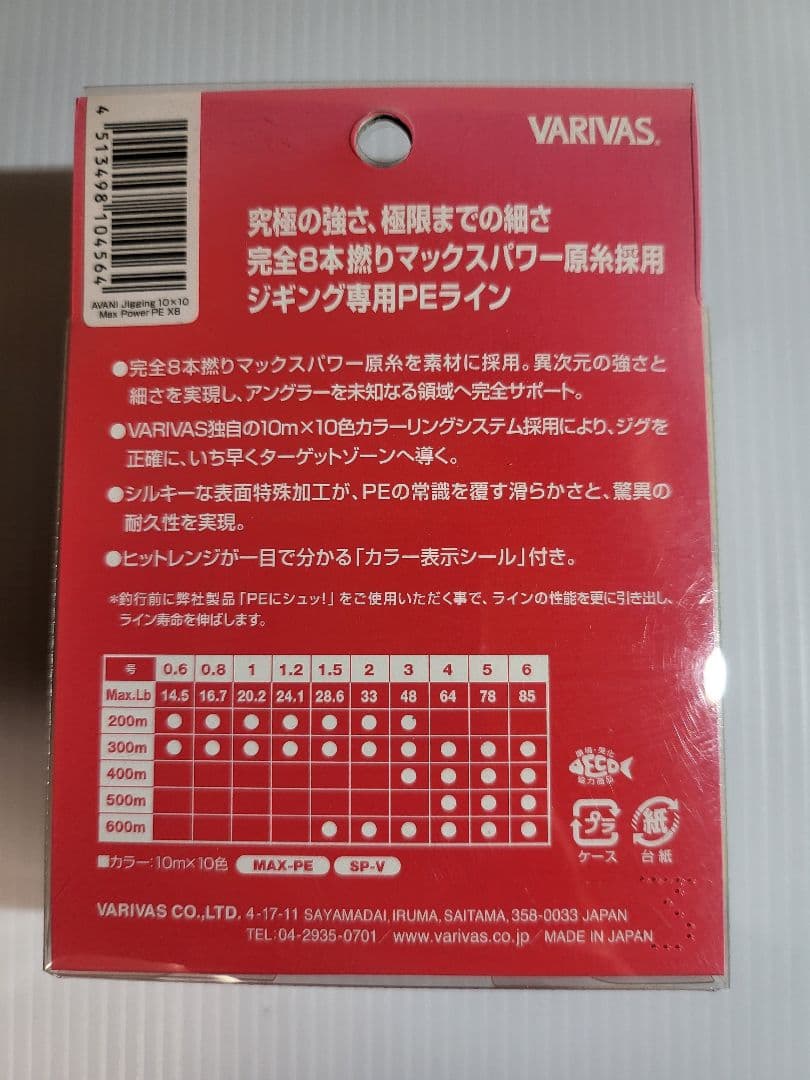 4 513498 104564
AVANI Jigging 10×10
Max Power PE X8
VARIVAS®
究極の強さ、極限までの細さ
完全8本撚りマックスパワー原糸採用
ジギング専用PEライン
●完全8本撚りマックスパワー原糸を素材に採用。異次元の強さと
細さを実現し、アングラーを未知なる領域へ完全サポート。
●VARIVAS独自の10m×10色カラーリングシステム採用により、ジグを
正確に、いち早くターゲットゾーンへ導く。
●シルキーな表面特殊加工が、PEの常識を覆す滑らかさと、驚異の
耐久性を実現。
●ヒットレンジが一目で分かる「カラー表示シール」付き。
*釣行前に弊社製品「PEにシュッ!」をご使用いただく事で、ラインの性能を更に引き出し、
ライン寿命を伸ばします。
号 0.6 0.8 1 1.2 1.5 2 3 4 5 6
Max.Lb 14.5 16.7 20.2 24.1 28.6 33 48 64 78 85
200m ● ● ● ● ● ● ●
300m ● ● ● ● ● ● ● ● ● ●
400m ● ● ● ●
500m ● ● ●
600m ● ● ● ● ● ●
環境・美化
ECO
協力商品
プラ 紙
ケース 台紙
■カラー:10m×10色 MAX-PE SP-V
VARIVAS CO.,LTD. 4-17-11 SAYAMADAI, IRUMA, SAITAMA, 358-0033 JAPAN
TEL:04-2935-0701/www.varivas.co.jp/MADE IN JAPAN